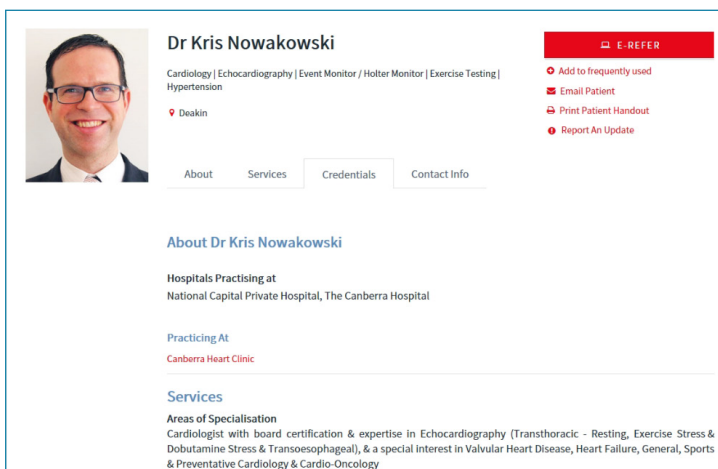 Dr Kris Nowakowski
Cardiology | Echocardiography | Event Monitor / Holter Monitor | Exercise Testing |
Hypertension
Deakin
E-REFER
Add to frequently used
Email Patient
Print Patient Handout
Report An Update
About Services Credentials Contact Info
About Dr Kris Nowakowski
Hospitals Practising at
National Capital Private Hospital, The Canberra Hospital
Practicing At
Canberra Heart Clinic
Services
Areas of Specialisation
Cardiologist with board certification & expertise in Echocardiography (Transthoracic - Resting, Exercise Stress &
Dobutamine Stress & Transoesophageal), & a special interest in Valvular Heart Disease, Heart Failure, General, Sports
& Preventative Cardiology & Cardio-Oncology